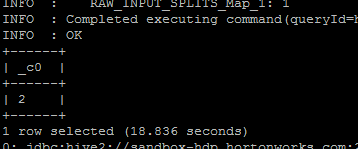 INFO  :     RAW_INPUT_SPLITS_Map_1: 1
INFO  : Completed executing command(queryId=
INFO  : OK
+------+
| _c0  |
+------+
| 2    |
+------+
1 row selected (18.836 seconds)
0: jdbc:hive2://sandbox-hdp.hortonworks.com: